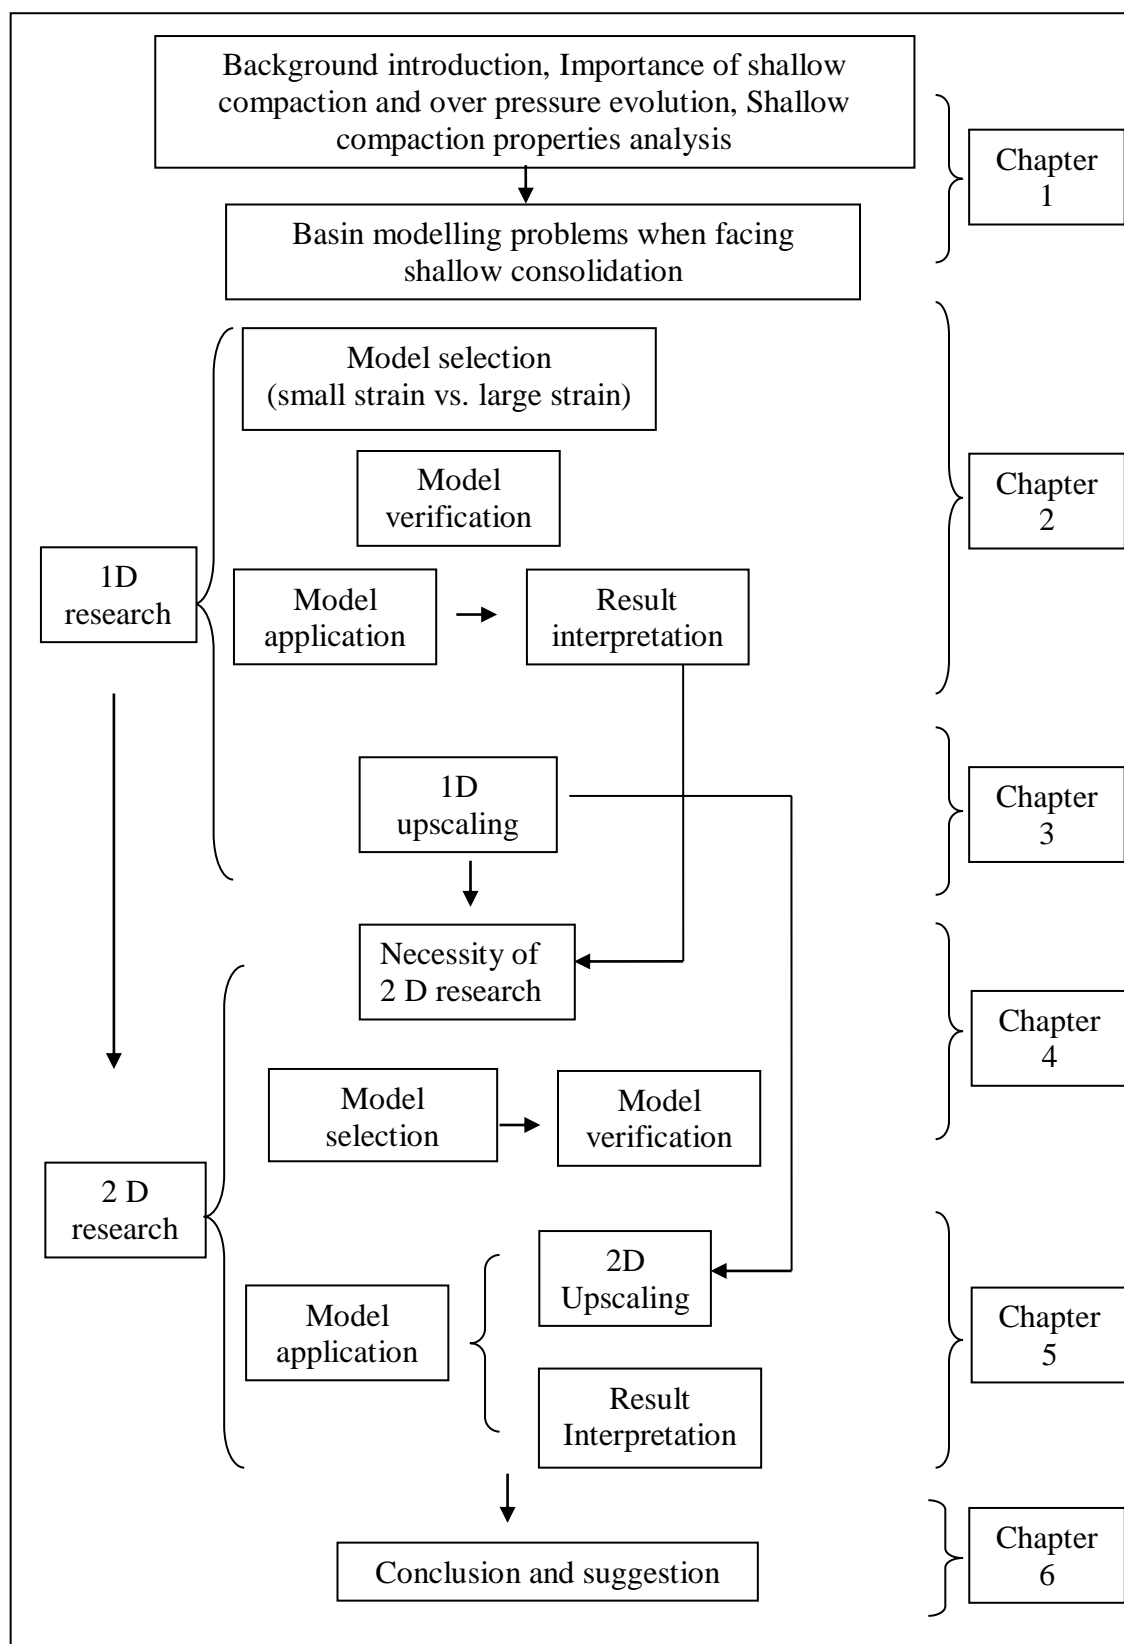 Background introduction, Importance of shallow
compaction and over pressure evolution, Shallow
compaction properties analysis
Chapter
1
Basin modelling problems when facing
shallow consolidation
Model selection
(small strain vs. large strain)
Model
verification
Chapter
2
1D
research
Model
application
Result
interpretation
1D
upscaling
Chapter
3
Necessity of
2 D research
Chapter
4
Model
selection
Model
verification
2 D
research
2D
Upscaling
Model
application
Chapter
5
Result
Interpretation
Conclusion and suggestion
Chapter
6